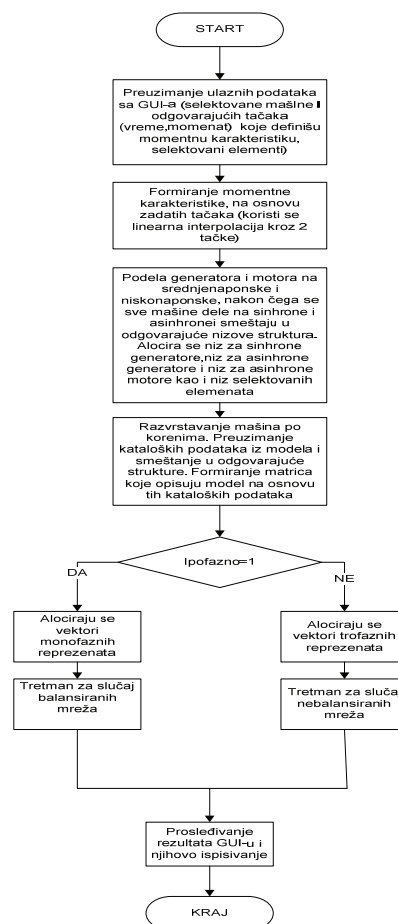 START
Preuzimanje ulaznih podataka
sa GUI-a (selektovane mašine I
odgovarajućih tačaka
(vreme,momenat) koje definišu
momentnu karakteristiku,
selektovani elementi)
Formiranje momentne
karakteristike, na osnovu
zadatih tačaka (koristi se
linearna interpolacija kroz 2
tačke)
Podela generatora i motora na
srednjenaponske i
niskonaponske, nakon čega se
sve mašine dele na sinhrone i
asinhronei smeštaju u
odgovarajuće nizove struktura.
Alocira se niz za sinhrone
generatore,niz za asinhrone
generatore i niz za asinhrone
motore kao i niz selektovanih
elemenata
Razvrstavanje mašina po
korenima. Preuzimanje
kataloških podataka iz modela i
smeštanje u odgovarajuće
strukture. Formiranje matrica
koje opisuju model na osnovu
tih kataloških podataka
Ipofazno=1
DA
NE
Alociraju se
vektori
monofaznih
reprezenata
Alociraju se
vektori trofaznih
reprezenata
Tretman za slučaj
balansiranih
mreža
Tretman za slučaj
nebalansiranih
mreža
Prosleđivanje
rezultata GUI-u i
njihovo ispisivanje
KRAJ